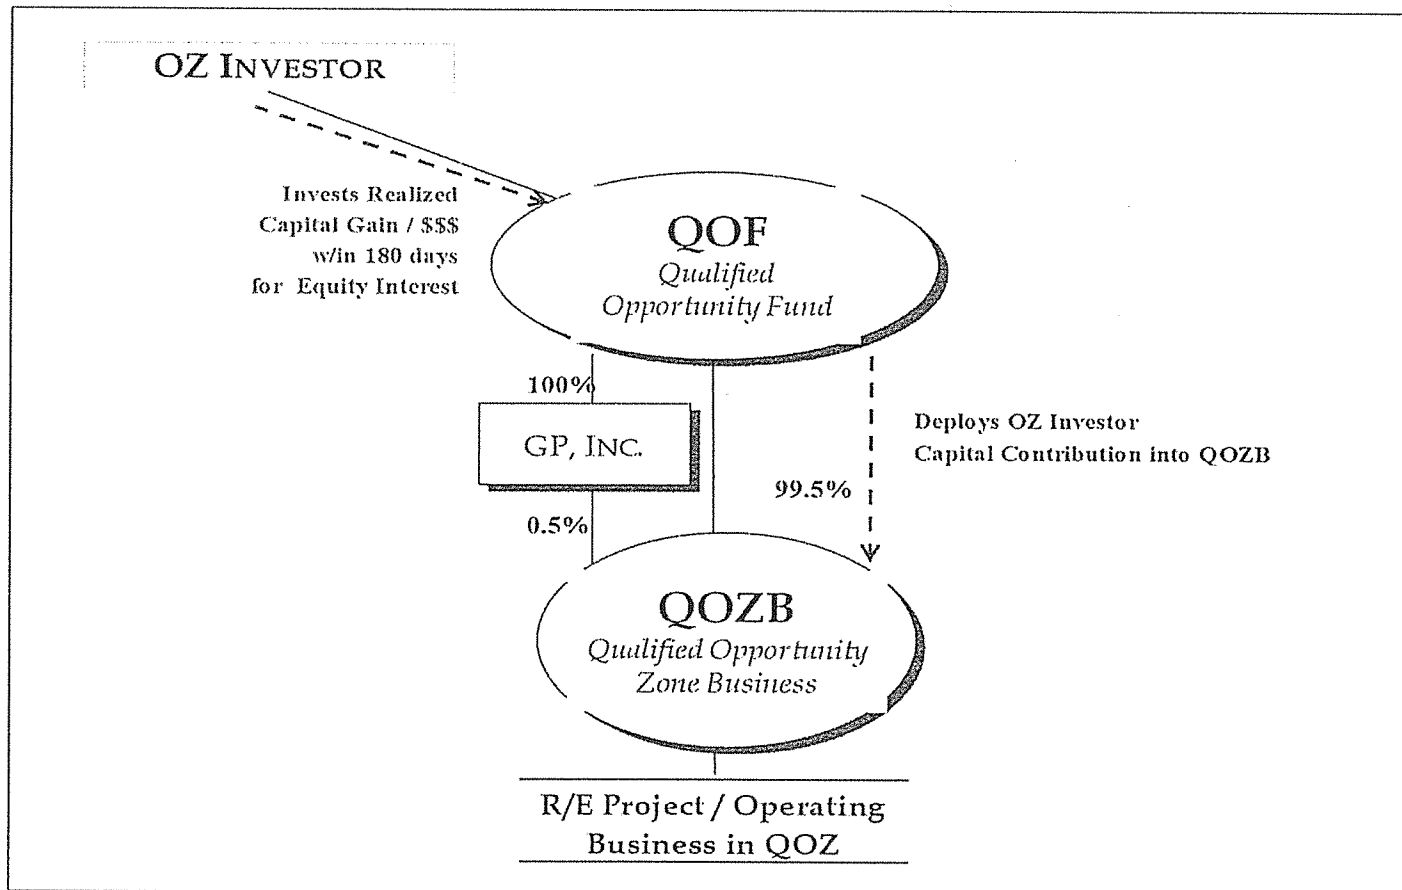 OZ INVESTOR
Invests Realized
Capital Gain / $$$
w/in 180 days
for Equity Interest
QOF
Qualified
Opportunity Fund
100%
GP, INC.
0.5%
99.5%
Deploys OZ Investor
Capital Contribution into QOZB
QOZB
Qualified Opportunity
Zone Business
R/E Project / Operating
Business in QOZ